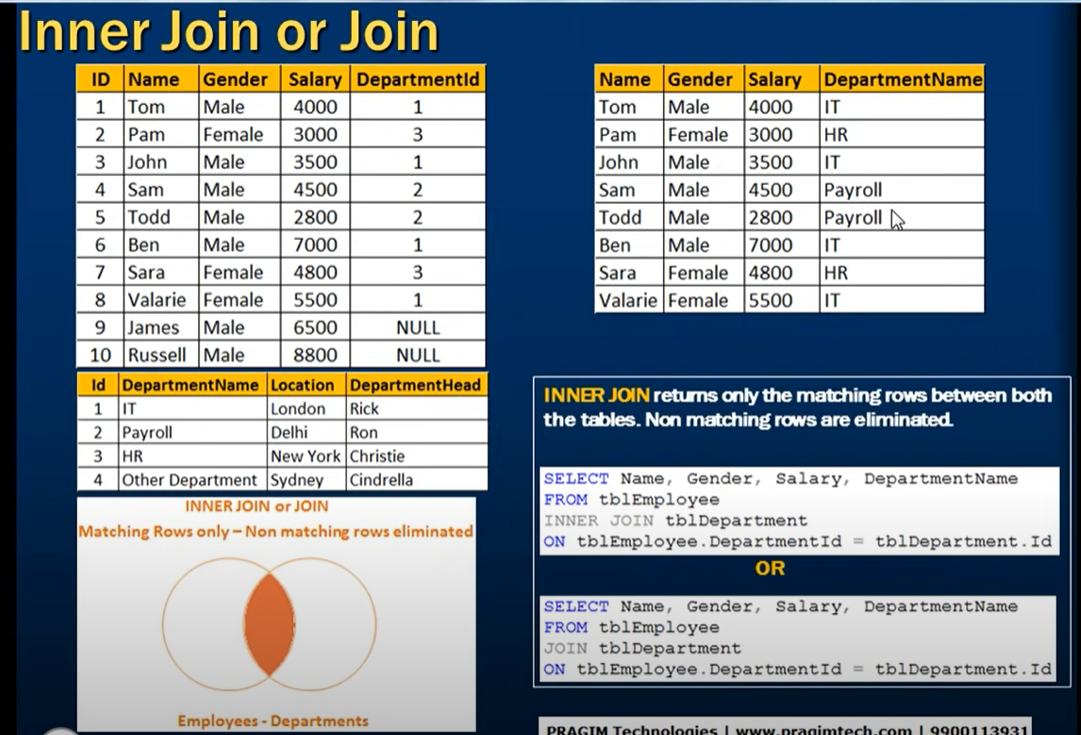 Inner Join or Join
ID Name Gender Salary DepartmentId
1 Tom Male 4000 1
2 Pam Female 3000 3
3 John Male 3500 1
4 Sam Male 4500 2
5 Todd Male 2800 2
6 Ben Male 7000 1
7 Sara Female 4800 3
8 Valarie Female 5500 1
9 James Male 6500 NULL
10 Russell Male 8800 NULL
Id DepartmentName Location DepartmentHead
1 IT London Rick
2 Payroll Delhi Ron
3 HR New York Christie
4 Other Department Sydney Cindrella
INNER JOIN or JOIN
Matching Rows only – Non matching rows eliminated
Employees - Departments
Name Gender Salary DepartmentName
Tom Male 4000 IT
Pam Female 3000 HR
John Male 3500 IT
Sam Male 4500 Payroll
Todd Male 2800 Payroll
Ben Male 7000 IT
Sara Female 4800 HR
Valarie Female 5500 IT
INNER JOIN returns only the matching rows between both
the tables. Non matching rows are eliminated.
SELECT Name, Gender, Salary, DepartmentName
FROM tblEmployee
INNER JOIN tblDepartment
ON tblEmployee.DepartmentId = tblDepartment.Id
OR
SELECT Name, Gender, Salary, DepartmentName
FROM tblEmployee
JOIN tblDepartment
ON tblEmployee.DepartmentId = tblDepartment.Id
PRAGIM Technologies | www.pragimtech.com | 9900113931